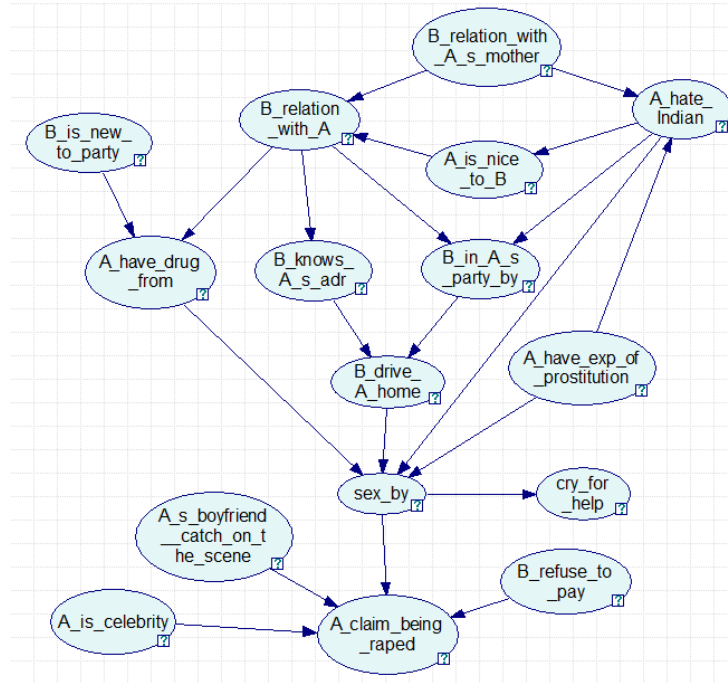 B_relation_with
_A_s_mother
?
B_relation
_with_A
?
A_hate_
Indian
?
B_is_new_
to_party
?
A_is_nice
_to_B
?
A_have_drug
_from
?
B_knows_
A_s_adr
?
B_in_A_s
_party_by
?
B_drive_
A_home
?
A_have_exp_of
_prostitution
?
sex_by
?
cry_for
_help
?
A_s_boyfriend
__catch_on_t
he_scene
?
B_refuse_to
_pay
?
A_is_celebrity
?
A_claim_being
_raped
?